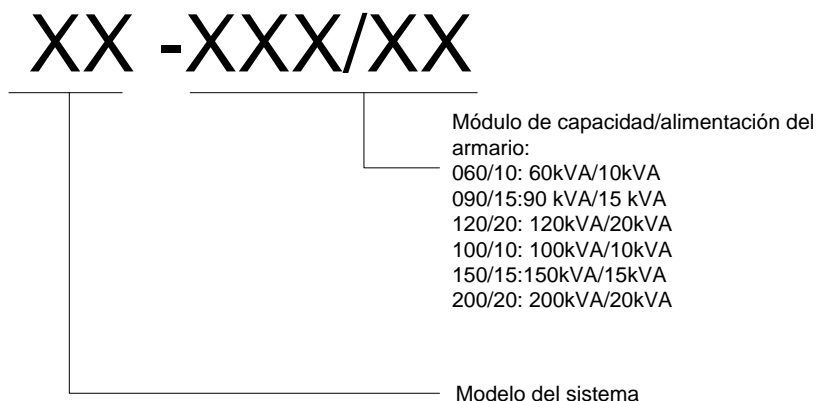 XX -XXX/XX
Módulo de capacidad/alimentación del
armario:
060/10: 60kVA/10kVA
090/15:90 kVA/15 kVA
120/20: 120kVA/20kVA
100/10: 100kVA/10kVA
150/15:150kVA/15kVA
200/20: 200kVA/20kVA
Modelo del sistema